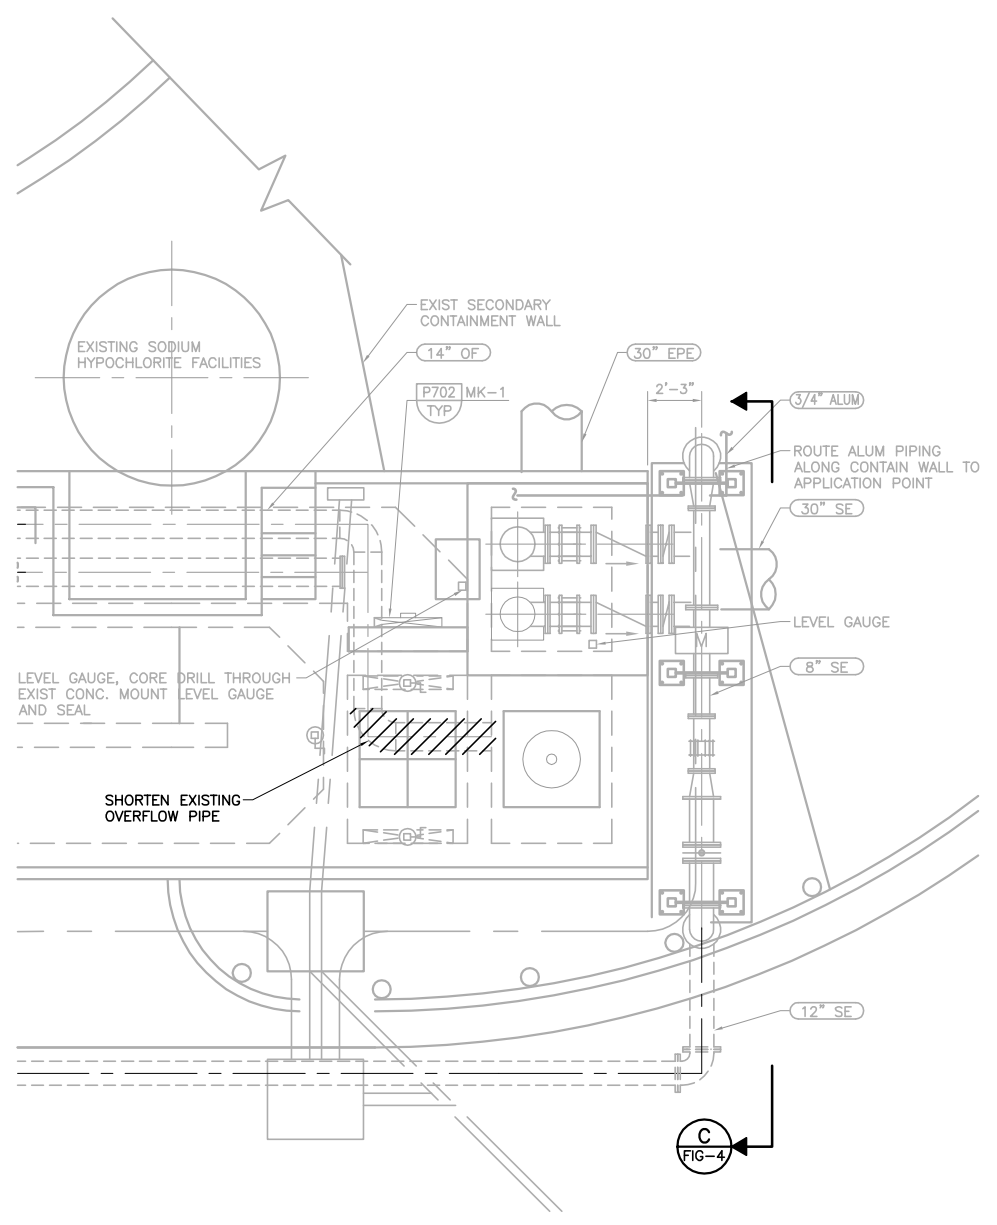 EXIST SECONDARY
CONTAINMENT WALL
EXISTING SODIUM
HYPOCHLORITE FACILITIES
14" OF
30" EPE
P702 MK-1
TYP
2'-3"
3/4" ALUM
ROUTE ALUM PIPING
ALONG CONTAIN WALL TO
APPLICATION POINT
30" SE
LEVEL GAUGE
M
8" SE
LEVEL GAUGE, CORE DRILL THROUGH
EXIST CONC. MOUNT LEVEL GAUGE
AND SEAL
SHORTEN EXISTING
OVERFLOW PIPE
12" SE
C
FIG-4